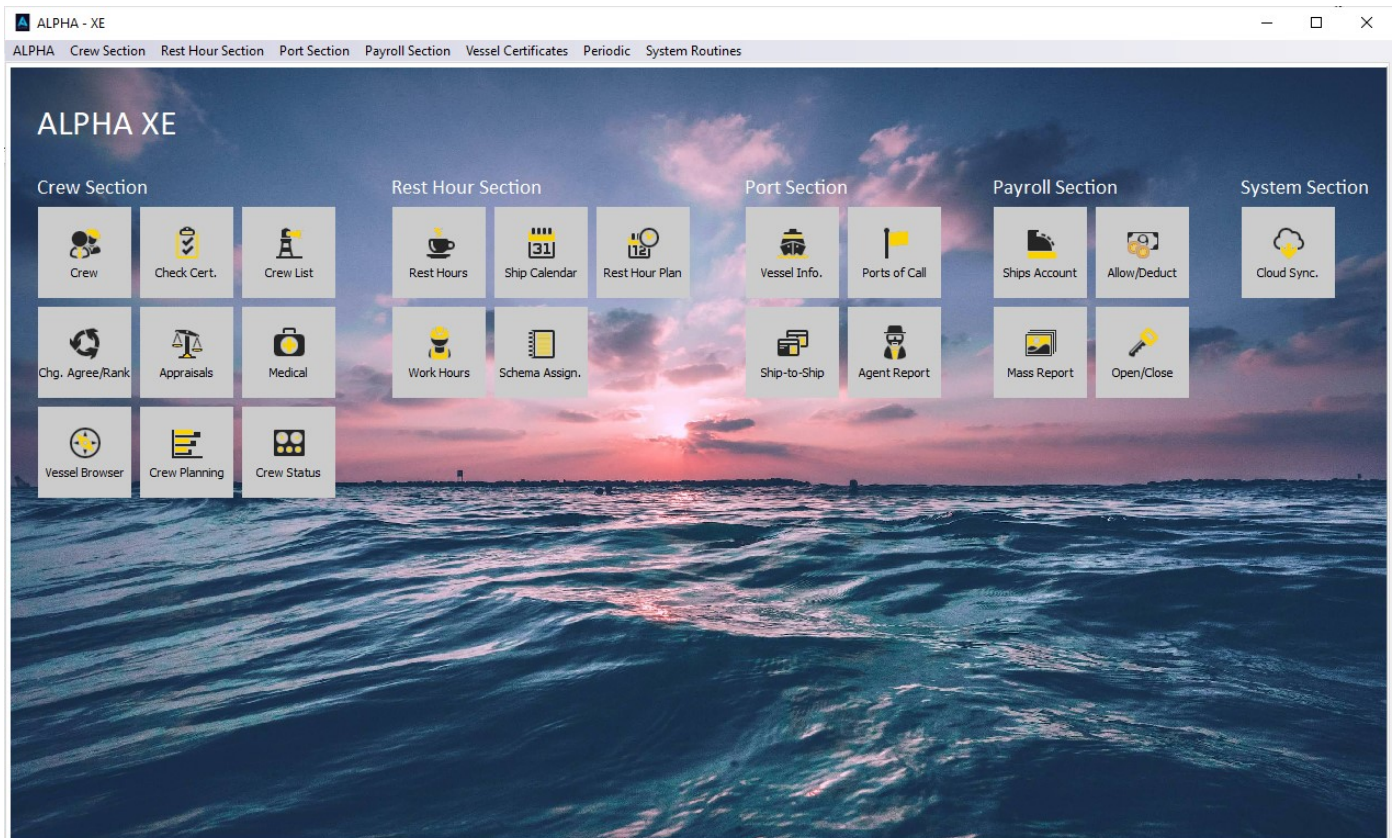 ALPHA - XE
ALPHA Crew Section Rest Hour Section Port Section Payroll Section Vessel Certificates Periodic System Routines
ALPHA XE
Crew Section
Crew
Check Cert.
Crew List
Chg. Agree/Rank
Appraisals
Medical
Vessel Browser
Crew Planning
Crew Status
Rest Hour Section
Rest Hours
Ship Calendar
31
Rest Hour Plan
12
Work Hours
Schema Assign.
Port Section
Vessel Info.
Ports of Call
Ship-to-Ship
Agent Report
Payroll Section
Ships Account
Allow/Deduct
Mass Report
Open/Close
System Section
Cloud Sync.